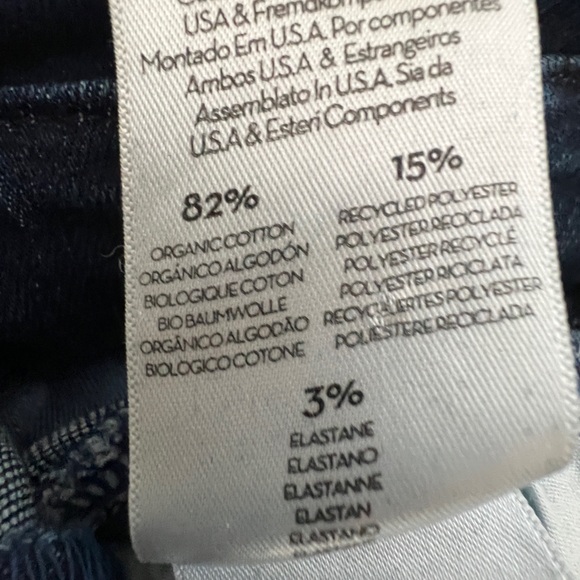 USA & Fremdkomp
Montado Em U.S.A. Por componentes
Ambos U.S.A & Estrangeiros
Assemblato In U.S.A. Sia da
U.S.A & Esteri Components
82%
ORGANIC COTTON
ORGÁNICO ALGODÓN
BIOLOGIQUE COTON
BIO BAUMWOLLE
ORGÂNICO ALGODÃO
BIOLOGICO COTONE
15%
RECYCLED POLYESTER
POLYESTER RECICLADA
POLYESTER RECYCLÉ
POLYESTER RICICLATA
RECYCLIERTES POLYESTER
POLIÉSTERE RECICLADA
3%
ELASTANE
ELASTANO
ELASTANNE
ELASTAN
ELASTANO